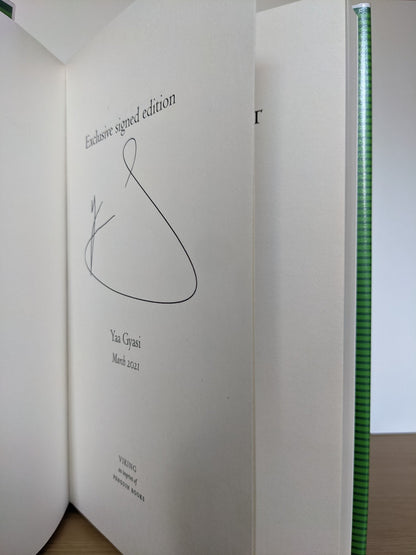 Exclusive signed edition
Yaa Gyasi
March 2021
VIKING
an imprint of
PENGUIN BOOKS